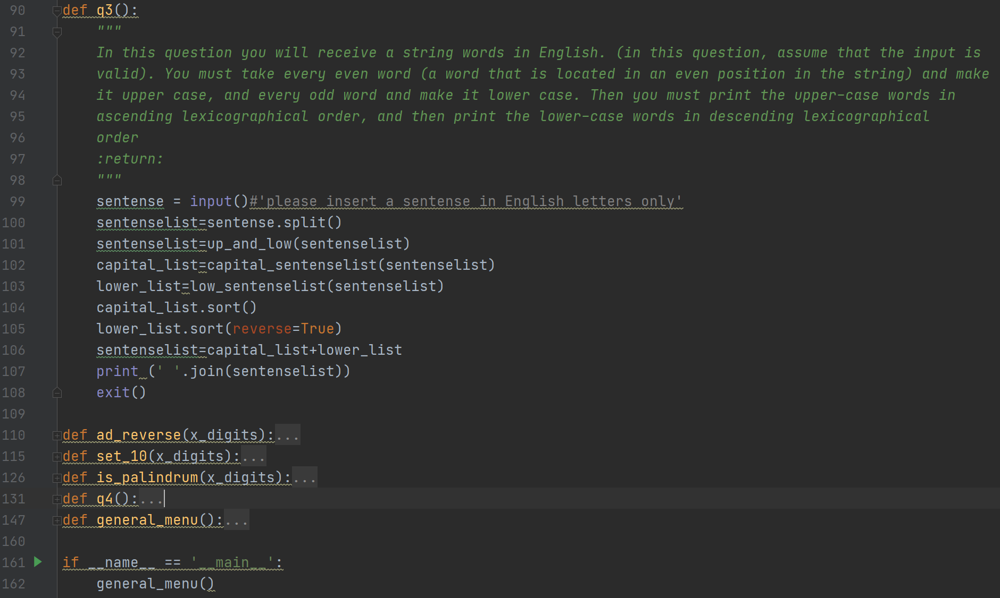 90 def q3():
91 """
92 In this question you will receive a string words in English. (in this question, assume that the input is
93 valid). You must take every even word (a word that is located in an even position in the string) and make
94 it upper case, and every odd word and make it lower case. Then you must print the upper-case words in
95 ascending lexicographical order, and then print the lower-case words in descending lexicographical
96 order
97 :return:
98 """
99 sentense = input()#'please insert a sentense in English letters only'
100 sentenselist=sentense.split()
101 sentenselist=up_and_low(sentenselist)
102 capital_list=capital_sentenselist(sentenselist)
103 lower_list=low_sentenselist(sentenselist)
104 capital_list.sort()
105 lower_list.sort(reverse=True)
106 sentenselist=capital_list+lower_list
107 print (' '.join(sentenselist))
108 exit()
109
110 def ad_reverse(x_digits):...
115 def set_10(x_digits):...
126 def is_palindrum(x_digits):...
131 def q4():...
147 def general_menu():...
160
161 if __name__ == '__main__':
162 general_menu()